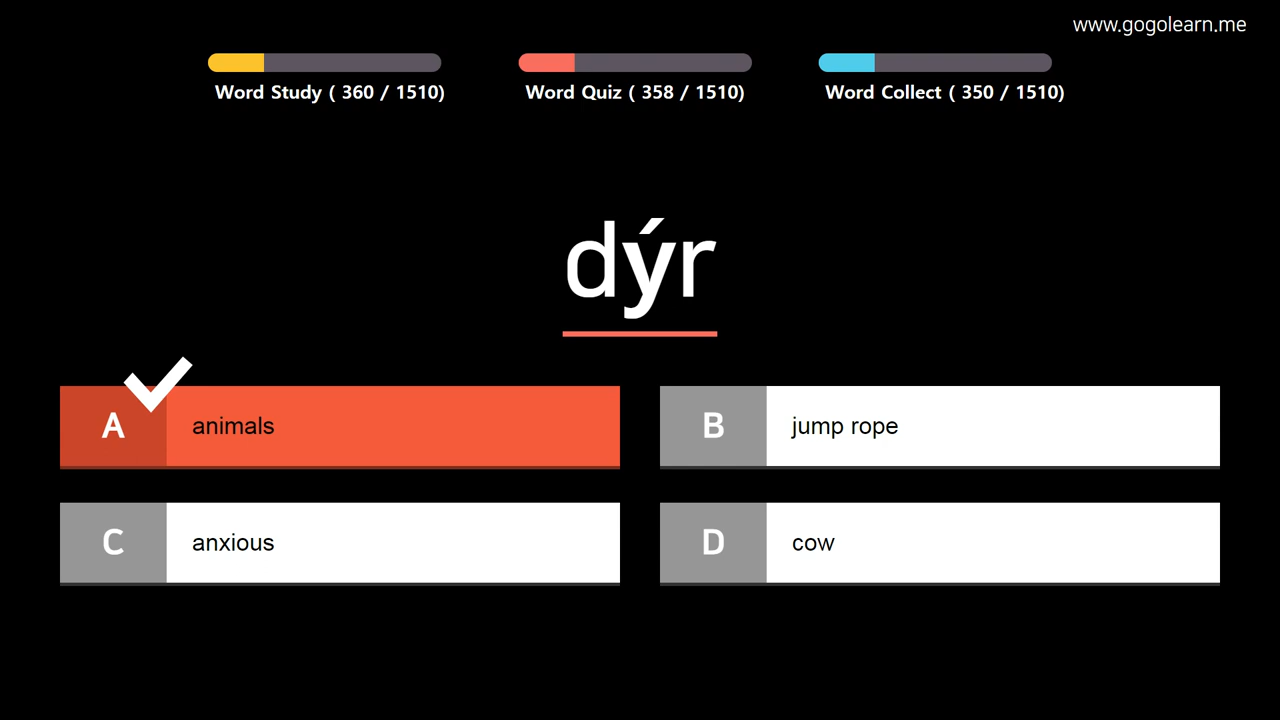 www.gogolearn.me
Word Study ( 360 / 1510)
Word Quiz ( 358 / 1510)
Word Collect ( 350 / 1510)
dýr
A animals
B jump rope
C anxious
D cow